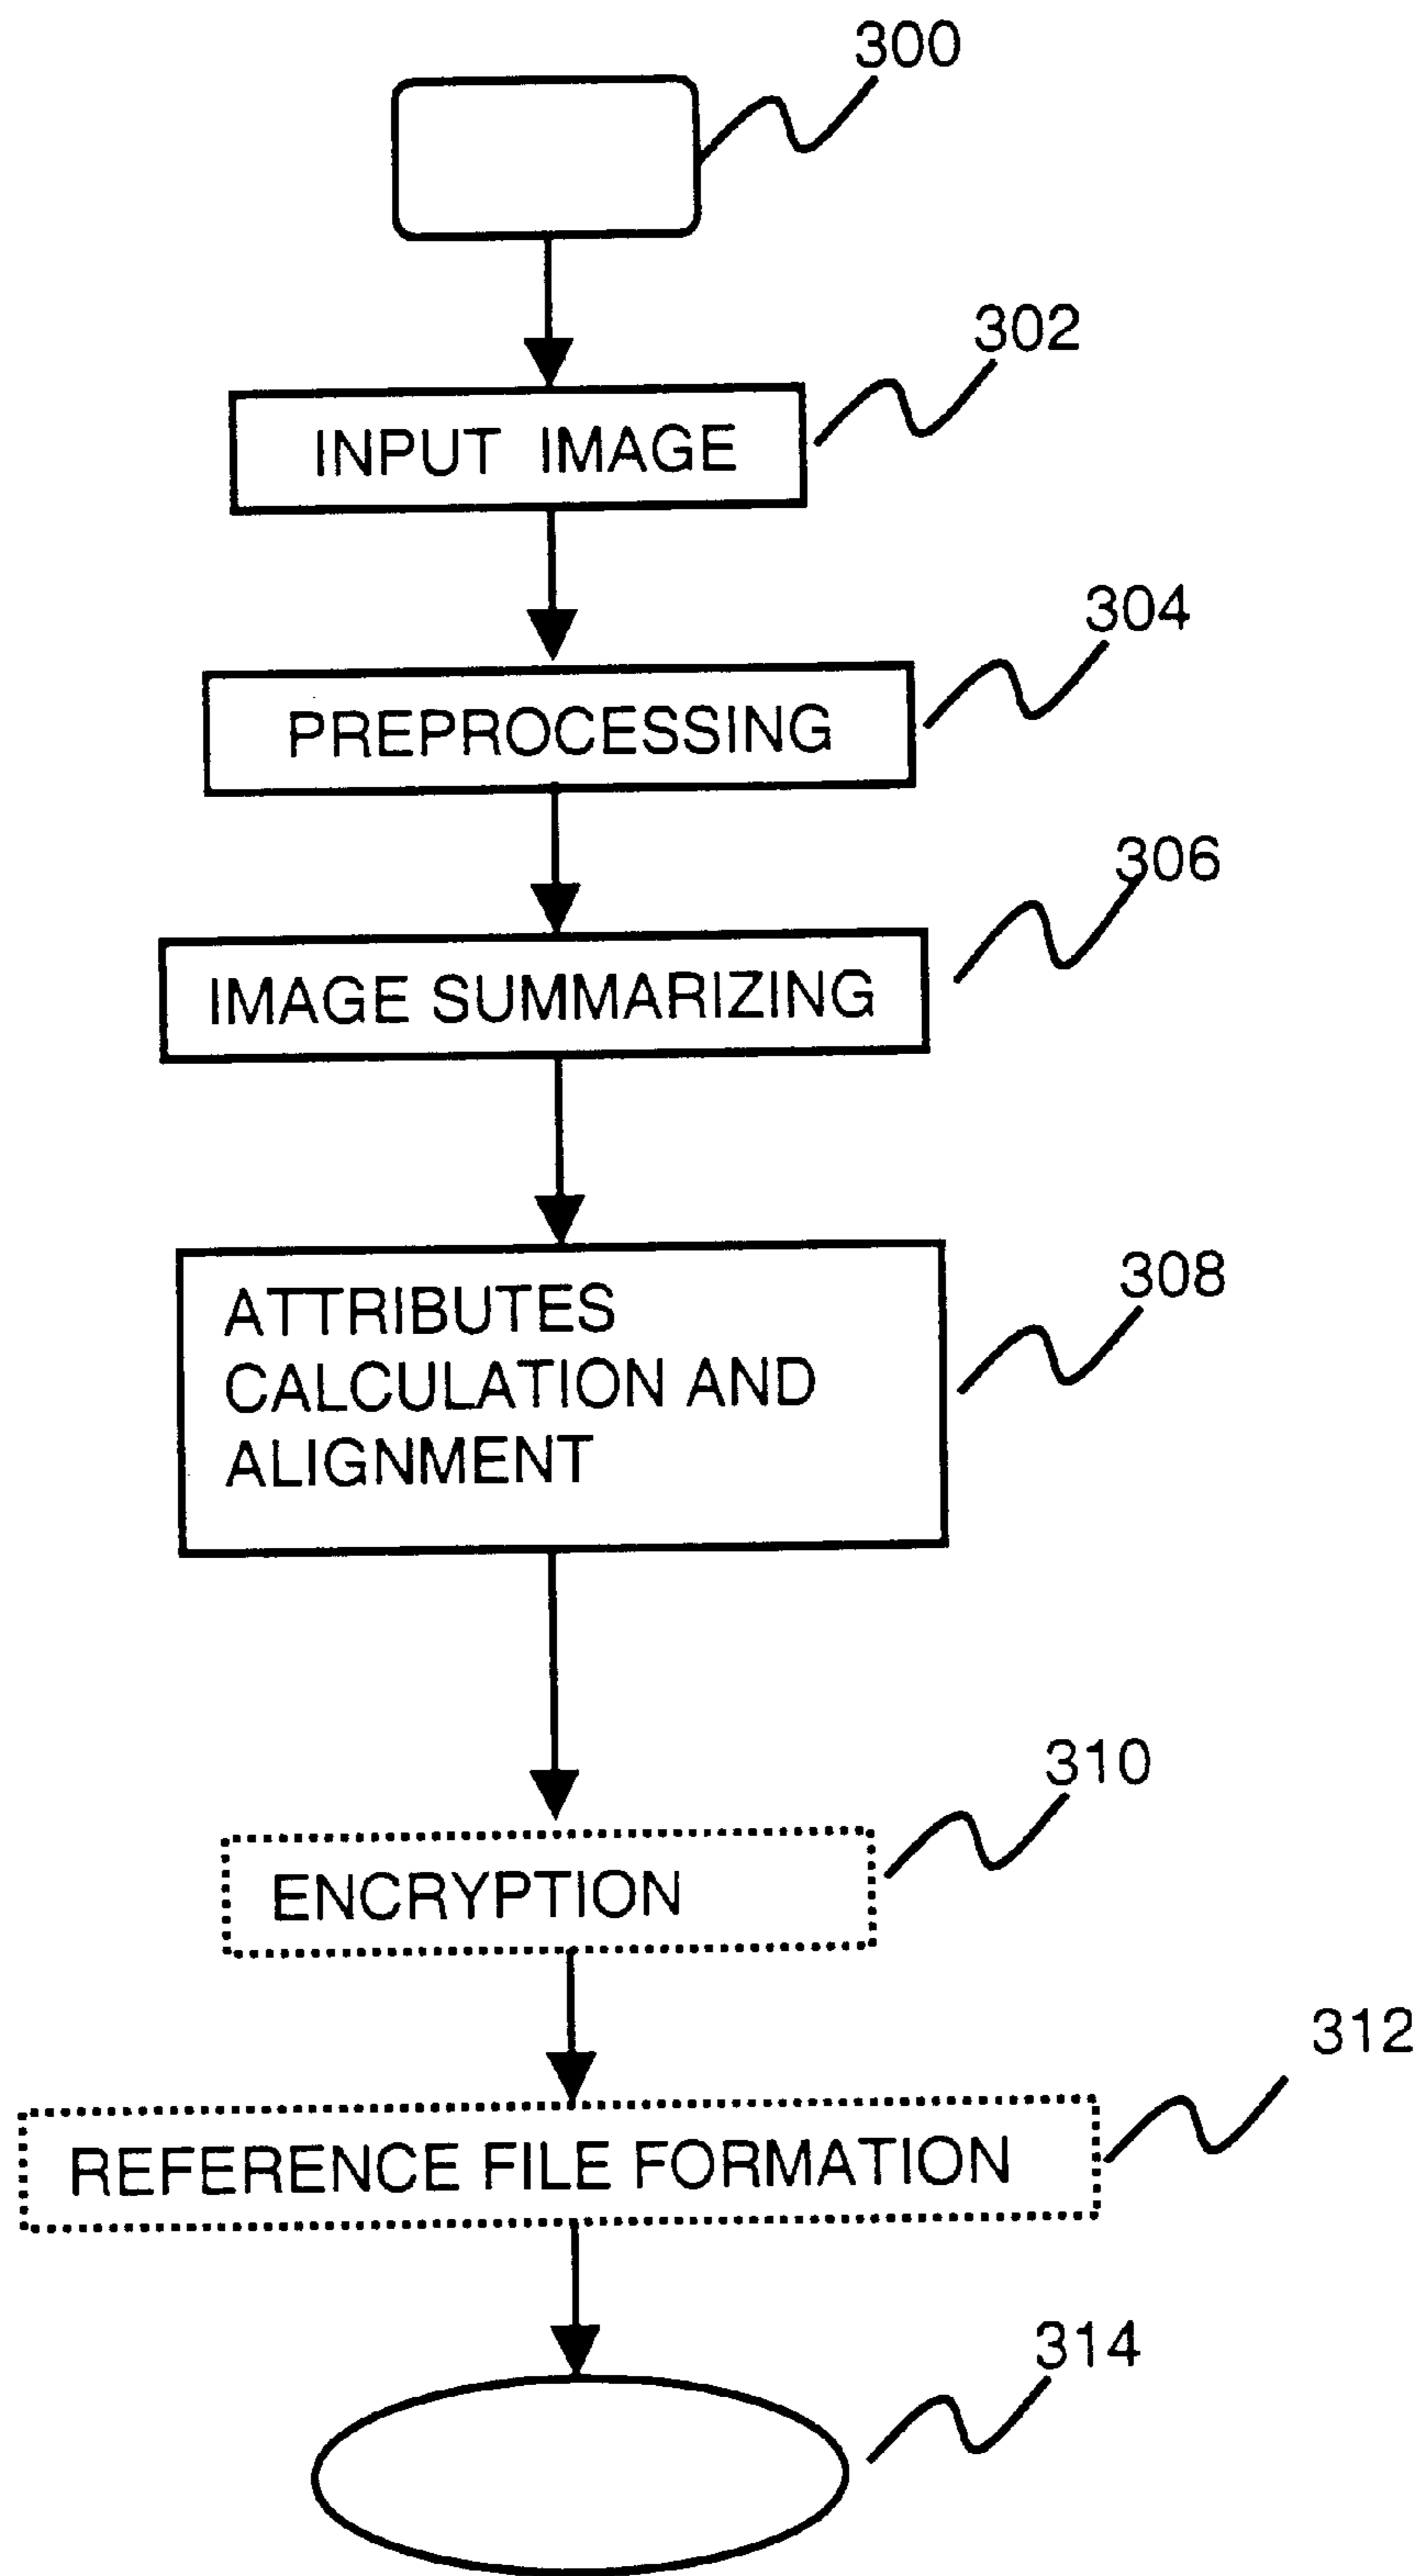 300
302
INPUT IMAGE
304
PREPROCESSING
306
IMAGE SUMMARIZING
308
ATTRIBUTES
CALCULATION AND
ALIGNMENT
310
ENCRYPTION
312
REFERENCE FILE FORMATION
314